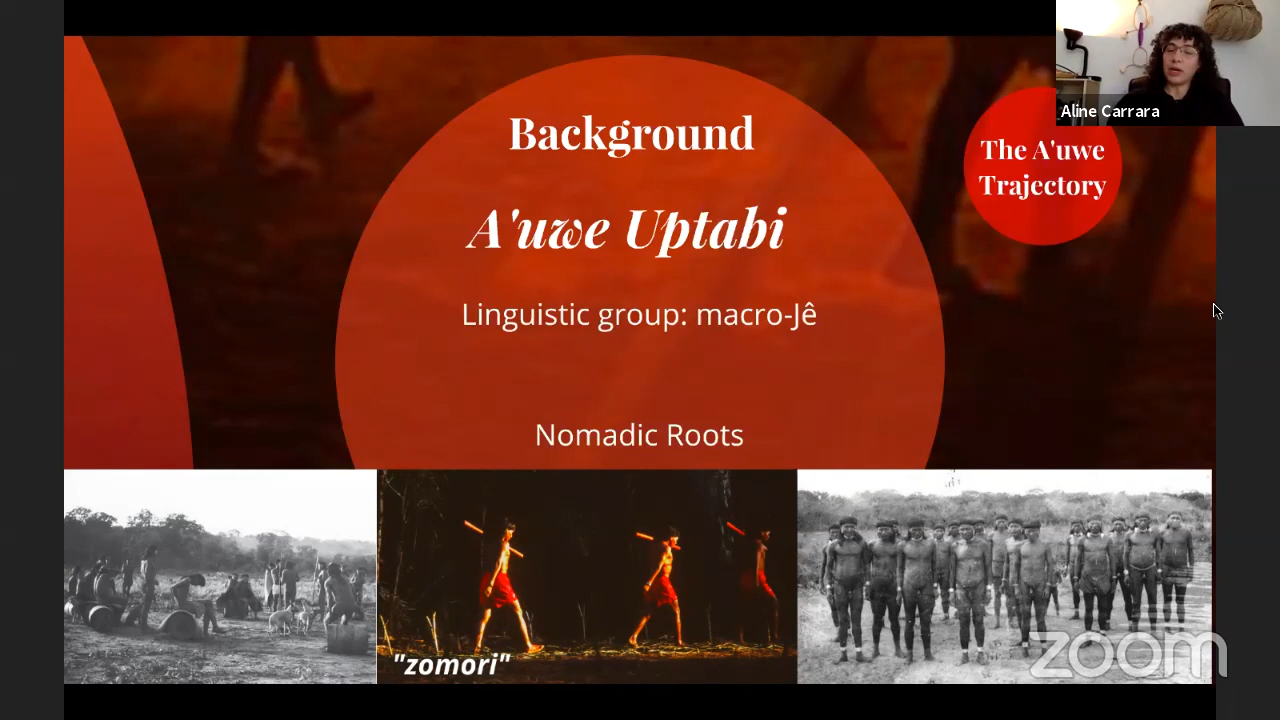 Background
A'uwe Uptabi
Linguistic group: macro-Jê
Nomadic Roots
The A'uwe
Trajectory
Aline Carrara
"zomori"
zoom